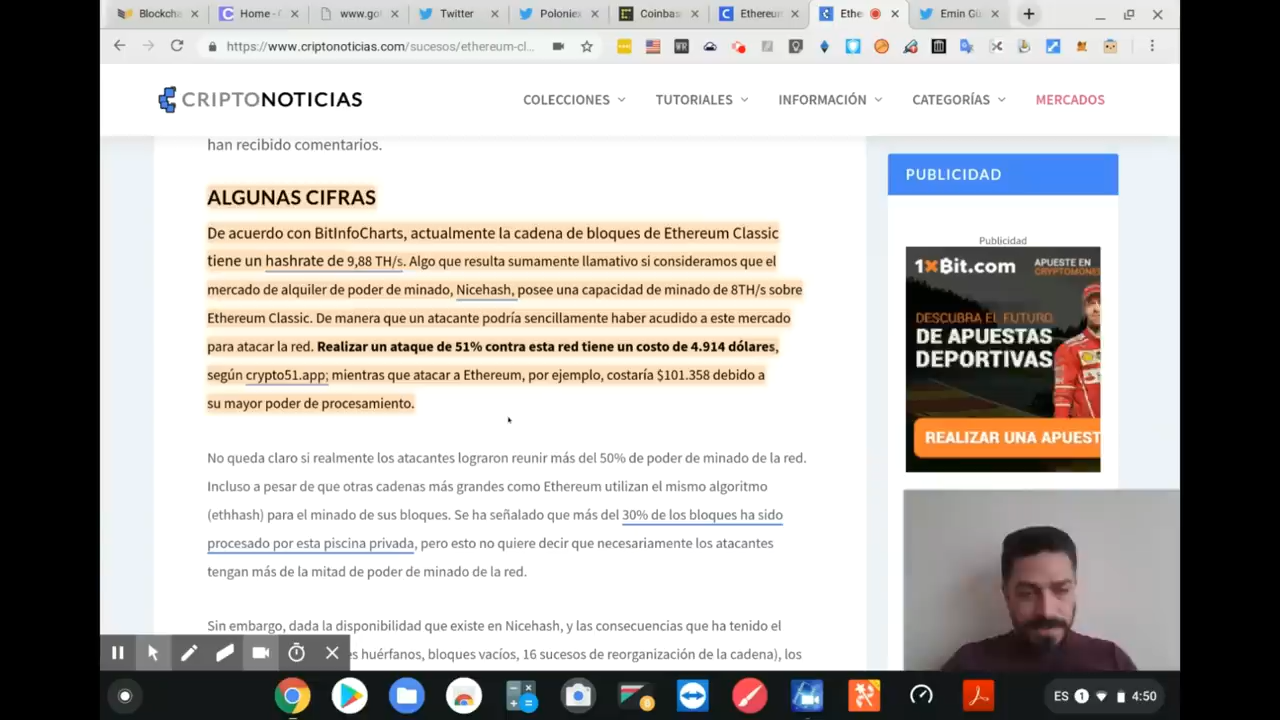 Blockcha
Home - 
www.go
Twitter
Polonie
Coinbas
Ethereum
Ethe
Emin Gü
https://www.criptonoticias.com/sucesos/ethereum-cl...
CRIPTONOTICIAS
COLECCIONES
TUTORIALES
INFORMACIÓN
CATEGORÍAS
MERCADOS
han recibido comentarios.
ALGUNAS CIFRAS
De acuerdo con BitInfoCharts, actualmente la cadena de bloques de Ethereum Classic
tiene un hashrate de 9,88 TH/s. Algo que resulta sumamente llamativo si consideramos que el
mercado de alquiler de poder de minado, Nicehash, posee una capacidad de minado de 8TH/s sobre
Ethereum Classic. De manera que un atacante podría sencillamente haber acudido a este mercado
para atacar la red. Realizar un ataque de 51% contra esta red tiene un costo de 4.914 dólares,
según crypto51.app; mientras que atacar a Ethereum, por ejemplo, costaría $101.358 debido a
su mayor poder de procesamiento.
No queda claro si realmente los atacantes lograron reunir más del 50% de poder de minado de la red.
Incluso a pesar de que otras cadenas más grandes como Ethereum utilizan el mismo algoritmo
(ethhash) para el minado de sus bloques. Se ha señalado que más del 30% de los bloques ha sido
procesado por esta piscina privada, pero esto no quiere decir que necesariamente los atacantes
tengan más de la mitad de poder de minado de la red.
Sin embargo, dada la disponibilidad que existe en Nicehash, y las consecuencias que ha tenido el
huérfanos, bloques vacíos, 16 sucesos de reorganización de la cadena), los
PUBLICIDAD
Publicidad
1xBit.com
APUESTE EN
CRIPTOMONE
DESCUBRA EL FUTURO
DE APUESTAS
DEPORTIVAS
REALIZAR UNA APUEST
ES 1 4:50